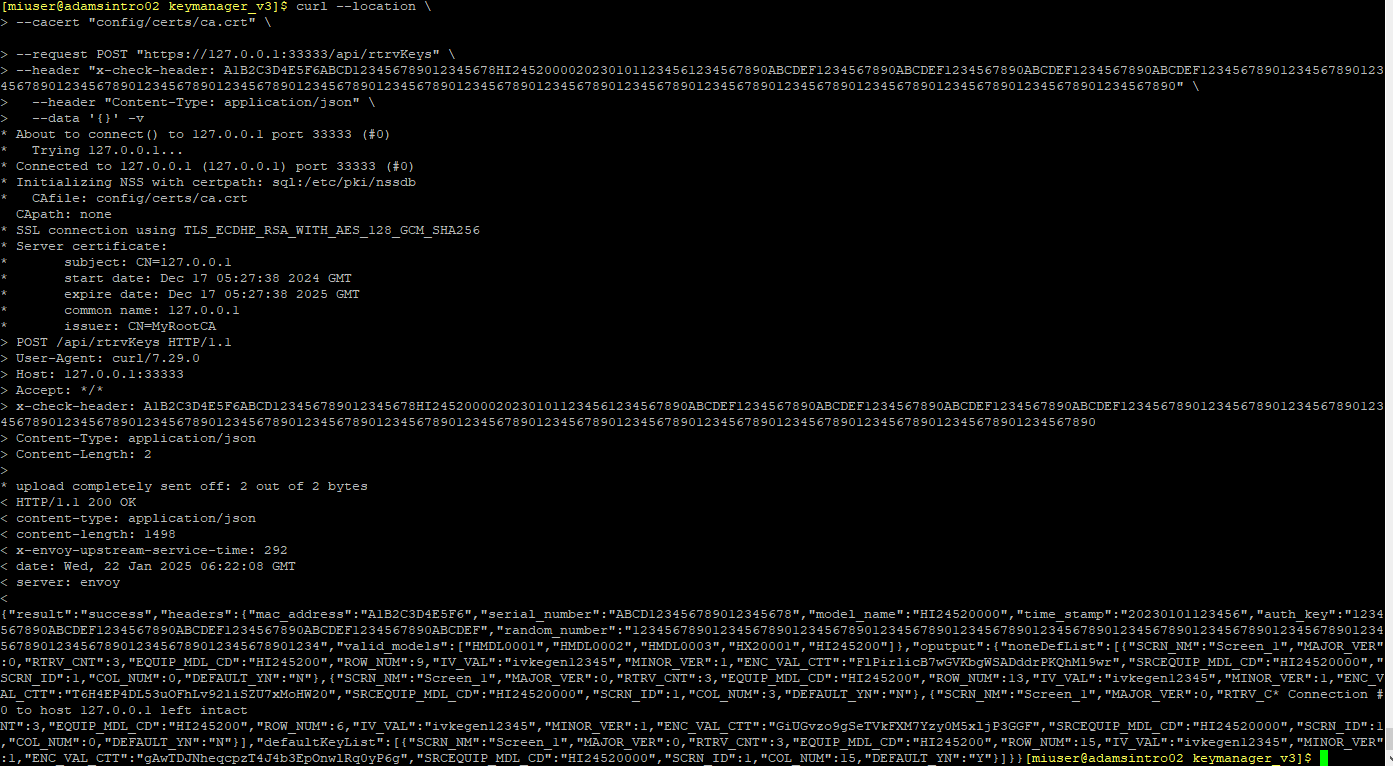 [miuser@adamsintro02 keymanager_v3]$ curl --location \
> --cacert "config/certs/ca.crt" \
> --request POST "https://127.0.0.1:33333/api/rtrvKeys" \
> --header "x-check-header: A1B2C3D4E5F6ABCD123456789012345678HI245200002023010112345612345678​90ABCDEF1234567890ABCDEF1234567890ABCDEF1234567890ABCDEF1234567890123456789012345678901​23
4567890123456789012345678901234567890123456789012345678901234567890123456789012345678901234567890123456789012345678901234567890123456789012345678901234567890" \
>   --header "Content-Type: application/json" \
>   --data '{}' -v
* About to connect() to 127.0.0.1 port 33333 (#0)
*   Trying 127.0.0.1...
* Connected to 127.0.0.1 (127.0.0.1) port 33333 (#0)
* Initializing NSS with certpath: sql:/etc/pki/nssdb
*   CAfile: config/certs/ca.crt
  CApath: none
* SSL connection using TLS_ECDHE_RSA_WITH_AES_128_GCM_SHA256
* Server certificate:
*       subject: CN=127.0.0.1
*       start date: Dec 17 05:27:38 2024 GMT
*       expire date: Dec 17 05:27:38 2025 GMT
*       common name: 127.0.0.1
*       issuer: CN=MyRootCA
> POST /api/rtrvKeys HTTP/1.1
> User-Agent: curl/7.29.0
> Host: 127.0.0.1:33333
> Accept: */*
> x-check-header: A1B2C3D4E5F6ABCD123456789012345678HI24520000202301011234561234567890ABCDEF1234567890ABCDEF1234567890ABCDEF1234567890ABCDEF123456789012345678901234567890123
45678901234567890123456789012345678901234567890123456789012345678901234567890123456789012345678901234567890123456789012345678901234567890
> Content-Type: application/json
> Content-Length: 2
>
* upload completely sent off: 2 out of 2 bytes
< HTTP/1.1 200 OK
< content-type: application/json
< content-length: 1498
< x-envoy-upstream-service-time: 292
< date: Wed, 22 Jan 2025 06:22:08 GMT
< server: envoy
<
{"result":"success","headers":{"mac_address":"A1B2C3D4E5F6","serial_number":"ABCD123456789012345678","model_name":"HI24520000","time_stamp":"20230101123456","auth_key":"1234
567890ABCDEF1234567890ABCDEF1234567890ABCDEF1234567890ABCDEF","random_number":"1234567890123456789012345678901234567890123456789012345678901234567890123456789012345678901234
5678901234567890123456789012345678901234","valid_models":["HMDL0001","HMDL0002","HMDL0003","HX20001","HI245200"]},"oputput":{"noneDefList":[{"SCRN_NM":"Screen_1","MAJOR_VER"
:0,"RTRV_CNT":3,"EQUIP_MDL_CD":"HI245200","ROW_NUM":9,"IV_VAL":"ivkegen12345","MINOR_VER":1,"ENC_VAL_CTT":"FlPir1icB7wGVKbgWSADddrPKQhMl9wr","SRCEQUIP_MDL_CD":"HI24520000","
SCRN_ID":1,"COL_NUM":0,"DEFAULT_YN":"N"},{"SCRN_NM":"Screen_1","MAJOR_VER":0,"RTRV_CNT":3,"EQUIP_MDL_CD":"HI245200","ROW_NUM":13,"IV_VAL":"ivkegen12345","MINOR_VER":1,"ENC_V
AL_CTT":"T6H4EP4DL53uOFhLv92liSZU7xMoHW20","SRCEQUIP_MDL_CD":"HI24520000","SCRN_ID":1,"COL_NUM":3,"DEFAULT_YN":"N"},{"SCRN_NM":"Screen_1","MAJOR_VER":0,"RTRV_C* Connection #
0 to host 127.0.0.1 left intact
NT":3,"EQUIP_MDL_CD":"HI245200","ROW_NUM":6,"IV_VAL":"ivkegen12345","MINOR_VER":1,"ENC_VAL_CTT":"GiUGvzo9gSeTVkFXM7Yzy0M5xljP3GGF","SRCEQUIP_MDL_CD":"HI24520000","SCRN_ID":1
,"COL_NUM":0,"DEFAULT_YN":"N"}],"defaultKeyList":[{"SCRN_NM":"Screen_1","MAJOR_VER":0,"RTRV_CNT":3,"EQUIP_MDL_CD":"HI245200","ROW_NUM":15,"IV_VAL":"ivkegen12345","MINOR_VER"
:1,"ENC_VAL_CTT":"gAwTDJNheqcpzT4J4b3EpOnwlRq0yP6g","SRCEQUIP_MDL_CD":"HI24520000","SCRN_ID":1,"COL_NUM":15,"DEFAULT_YN":"Y"}]}}[miuser@adamsintro02 keymanager_v3]$